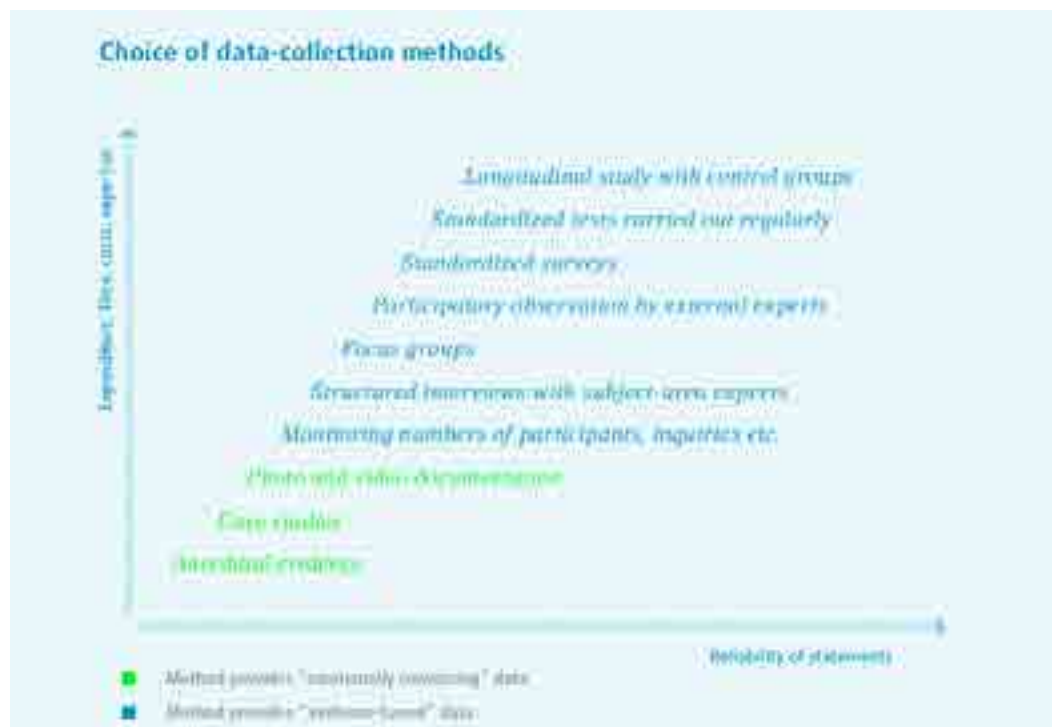 Choice of data-collection methods
Longitudinal study with control groups
Standardized tests carried out regularly
Standardized surveys
Participatory observation by external experts
Focus groups
Structured interviews with subject-area experts
Monitoring numbers of participants, inquiries etc.
Photo and video documentation
Case studies
Anecdotal evidence
Reliability of statements
Method provides "emotionally convincing" data
Method provides data